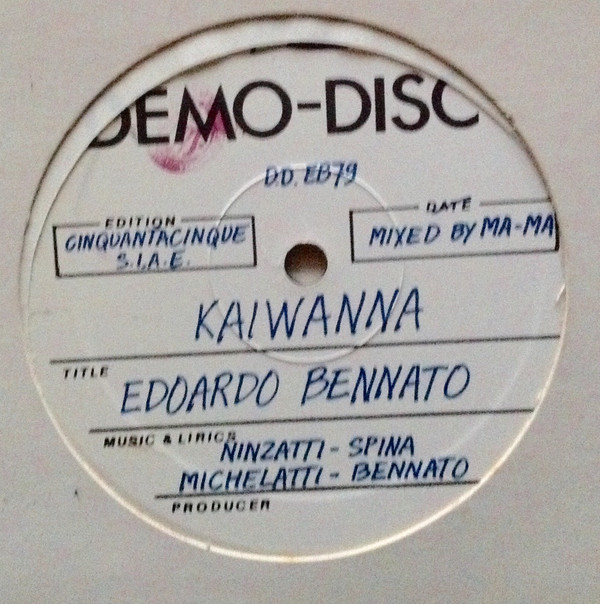 DEMO-DISC
D.D. EB79
EDITION
CINQUANTACINQUE
S.I.A.E.
DATE
MIXED BY MA-MA
KAIWANNA
TITLE
EDOARDO BENNATO
MUSIC & LIRICS
NINZATTI - SPINA
MICHELATTI - BENNATO
PRODUCER